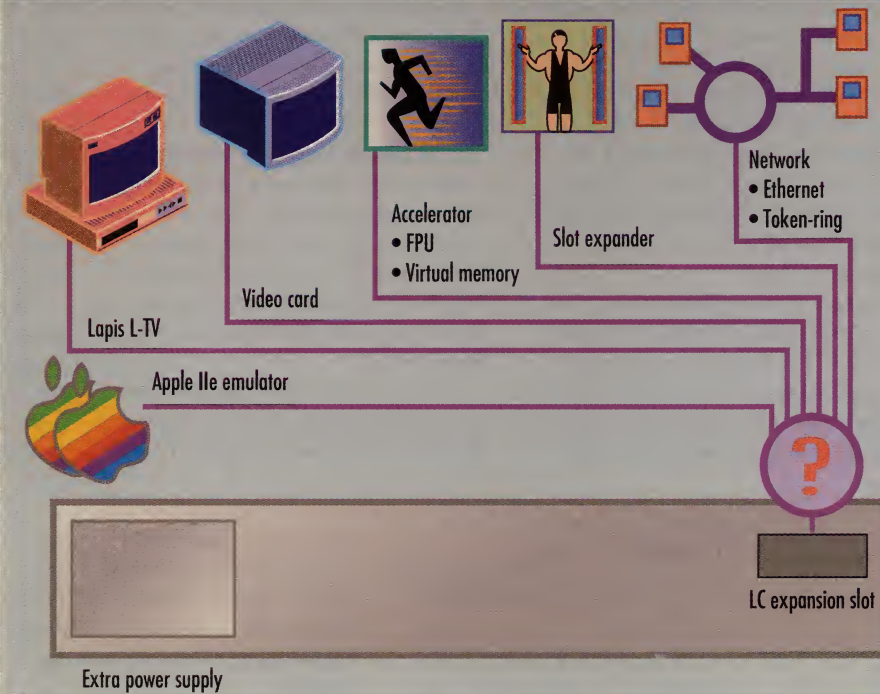 Network
• Ethernet
• Token-ring
Accelerator
• FPU
• Virtual memory
Slot expander
Video card
Lapis L-TV
Apple IIe emulator
?
LC expansion slot
Extra power supply